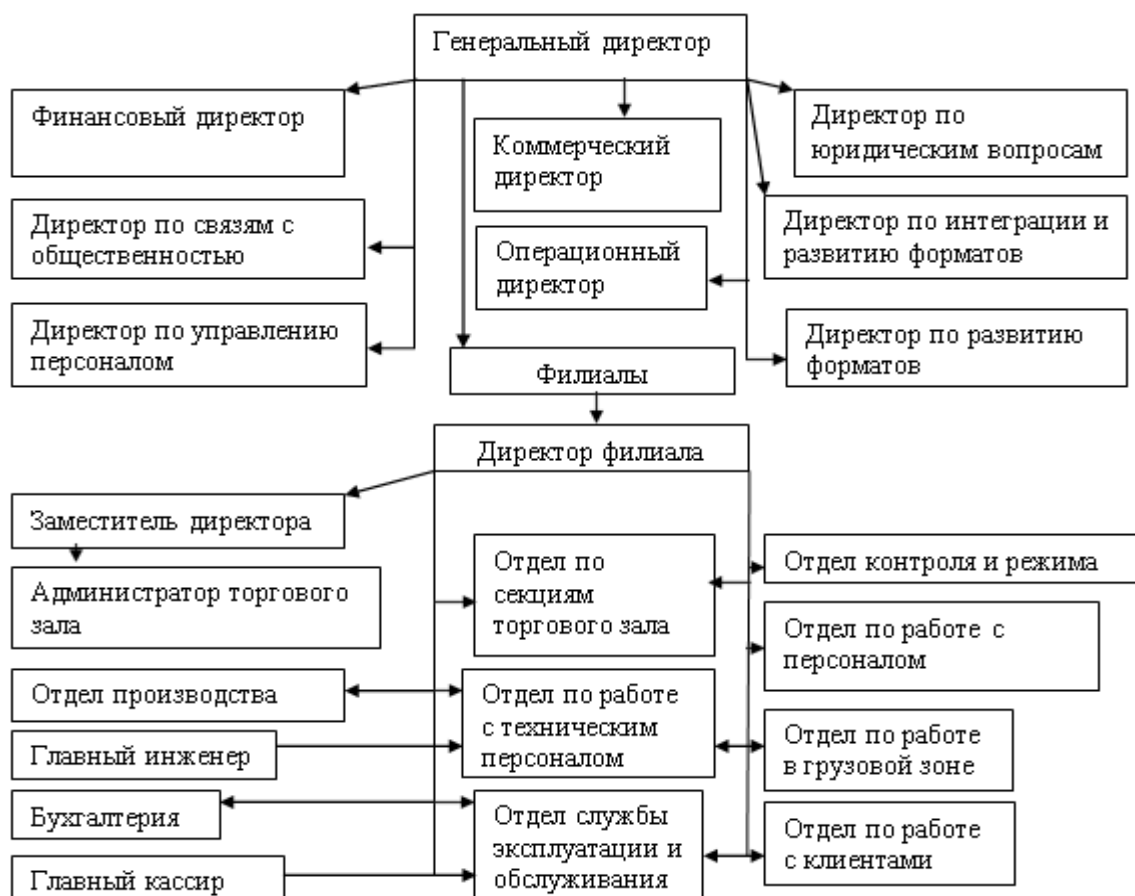 Генеральный директор
Финансовый директор
Коммерческий
директор
Директор по
юридическим вопросам
Директор по связям с
общественностью
Операционный
директор
Директор по интеграции и
развитию форматов
Директор по управлению
персоналом
Филиалы
Директор по развитию
форматов
Директор филиала
Заместитель директора
Администратор торгового
зала
Отдел по
секциям
торгового зала
Отдел контроля и режима
Отдел по работе с
персоналом
Отдел производства
Отдел по работе
с техническим
персоналом
Главный инженер
Отдел по работе
в грузовой зоне
Бухгалтерия
Отдел службы
эксплуатации и
обслуживания
Отдел по работе
с клиентами
Главный кассир